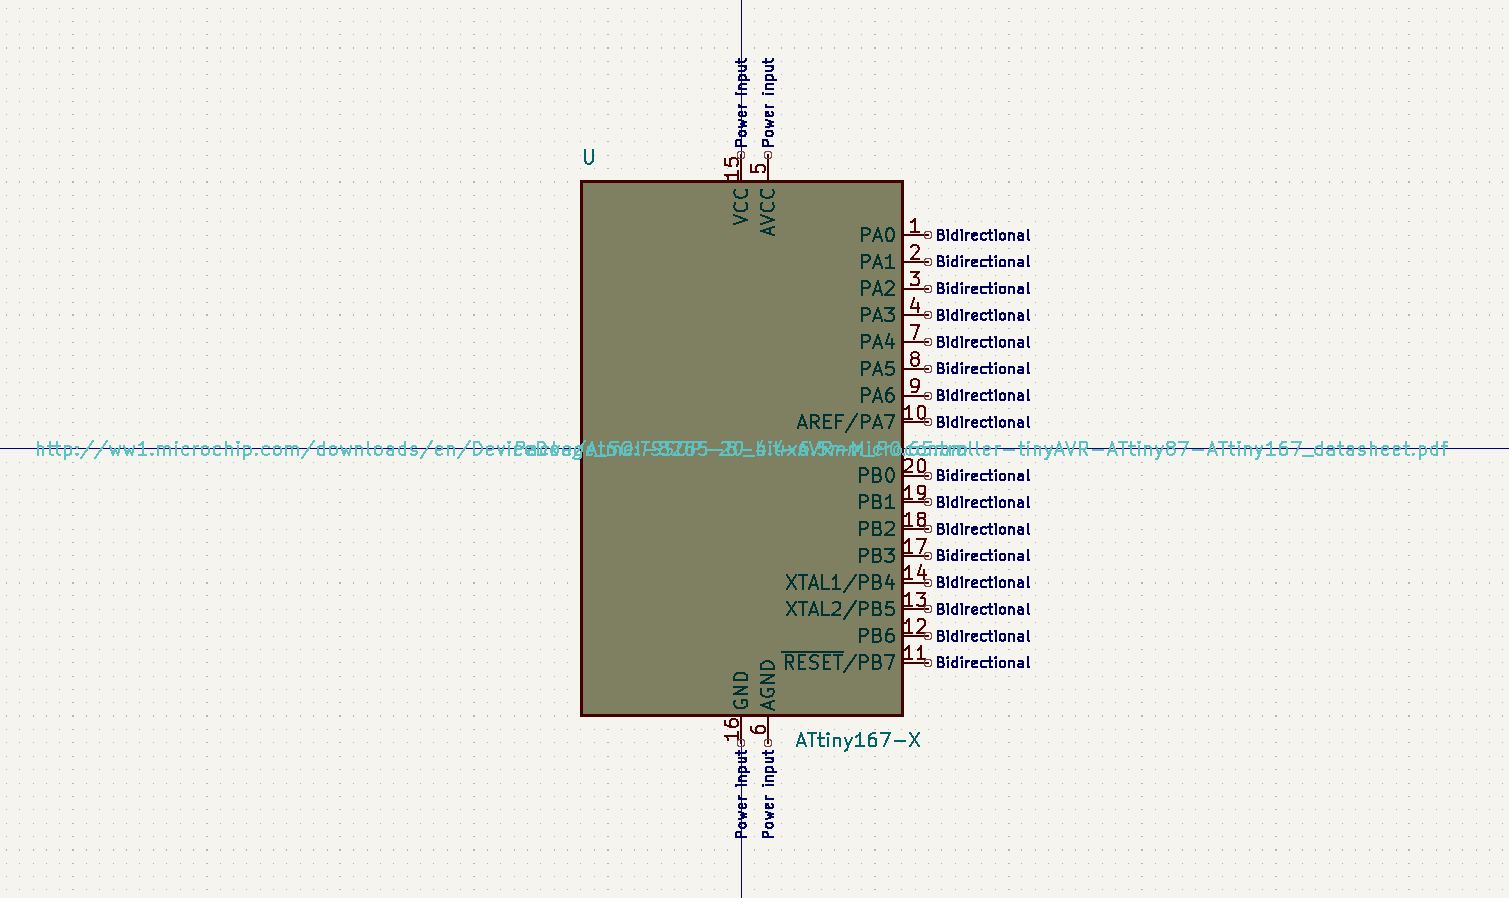 Power input
Power input
U
15
5
VCC
AVCC
PA0 1 Bidirectional
PA1 2 Bidirectional
PA2 3 Bidirectional
PA3 4 Bidirectional
PA4 7 Bidirectional
PA5 8 Bidirectional
PA6 9 Bidirectional
AREF/PA7 10 Bidirectional
http://ww1.microchip.com/downloads/en/ -tinyAVR-ATtiny87-ATtiny167_datasheet.pdf
PB0 20 Bidirectional
PB1 19 Bidirectional
PB2 18 Bidirectional
PB3 17 Bidirectional
XTAL1/PB4 14 Bidirectional
XTAL2/PB5 13 Bidirectional
PB6 12 Bidirectional
RESET/PB7 11 Bidirectional
GND
AGND
16
6
ATtiny167-X
Power input
Power input